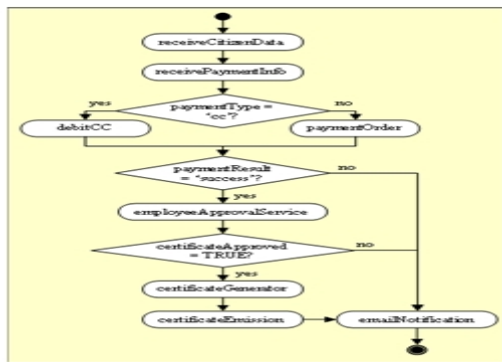 receiveCitizenData
receivePaymentInfo
yes
paymentType =
'cc'?
no
debitCC
paymentOrder
paymentResult
= 'success'?
no
yes
employeeApprovalService
certificateApproved
= TRUE?
no
yes
certificateGenerator
certificateEmission
emailNotification